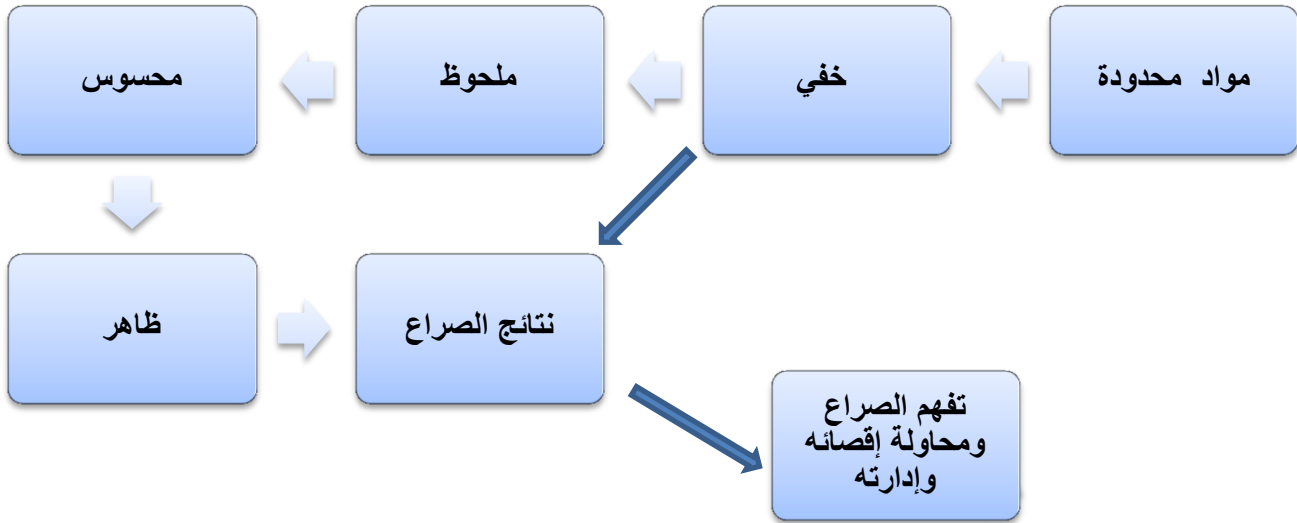 مواد محدودة
خفي
ملحوظ
محسوس
ظاهر
نتائج الصراع
تفهم الصراع
ومحاولة إقصائه
وإدارته